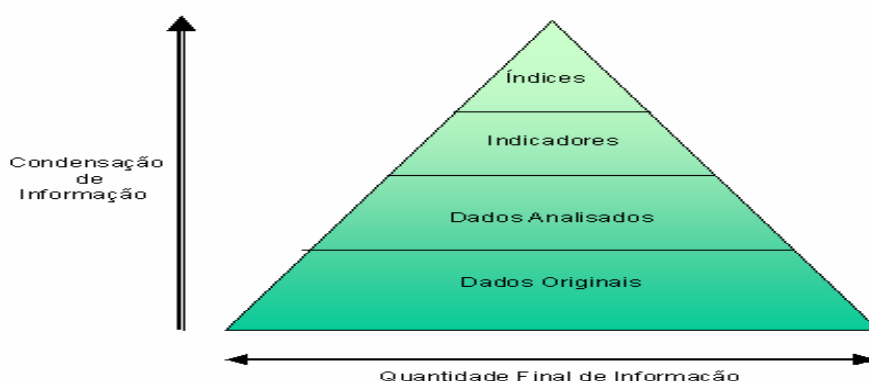 Índices
Indicadores
Condensação
de
Informação
Dados Analisados
Dados Originais
Quantidade Final de Informação